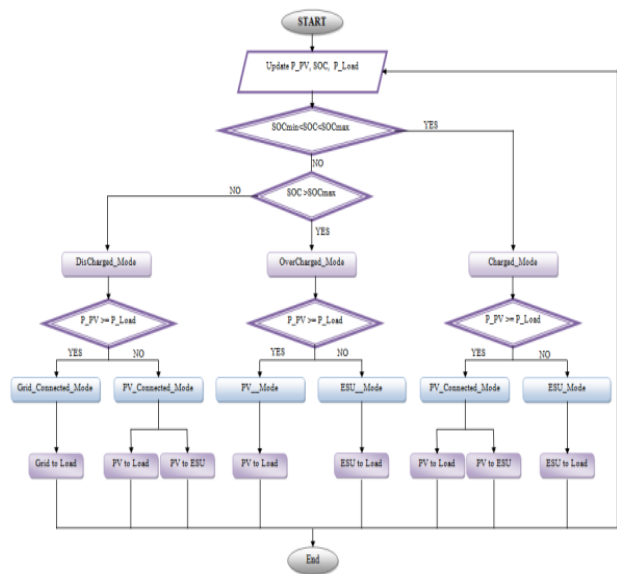 START
Update P_PV, SOC, P_Load
SOCmin<SOC<SOCmax
YES
NO
NO
SOC >SOCmax
YES
DisCharged_Mode
OverCharged_Mode
Charged_Mode
P_PV >= P_Load
P_PV >= P_Load
P_PV >= P_Load
YES
NO
YES
NO
YES
NO
Grid_Connected_Mode
PV_Connected_Mode
PV__Mode
ESU__Mode
PV_Connected_Mode
ESU_Mode
Grid to Load
PV to Load
PV to ESU
PV to Load
ESU to Load
PV to Load
PV to ESU
ESU to Load
End